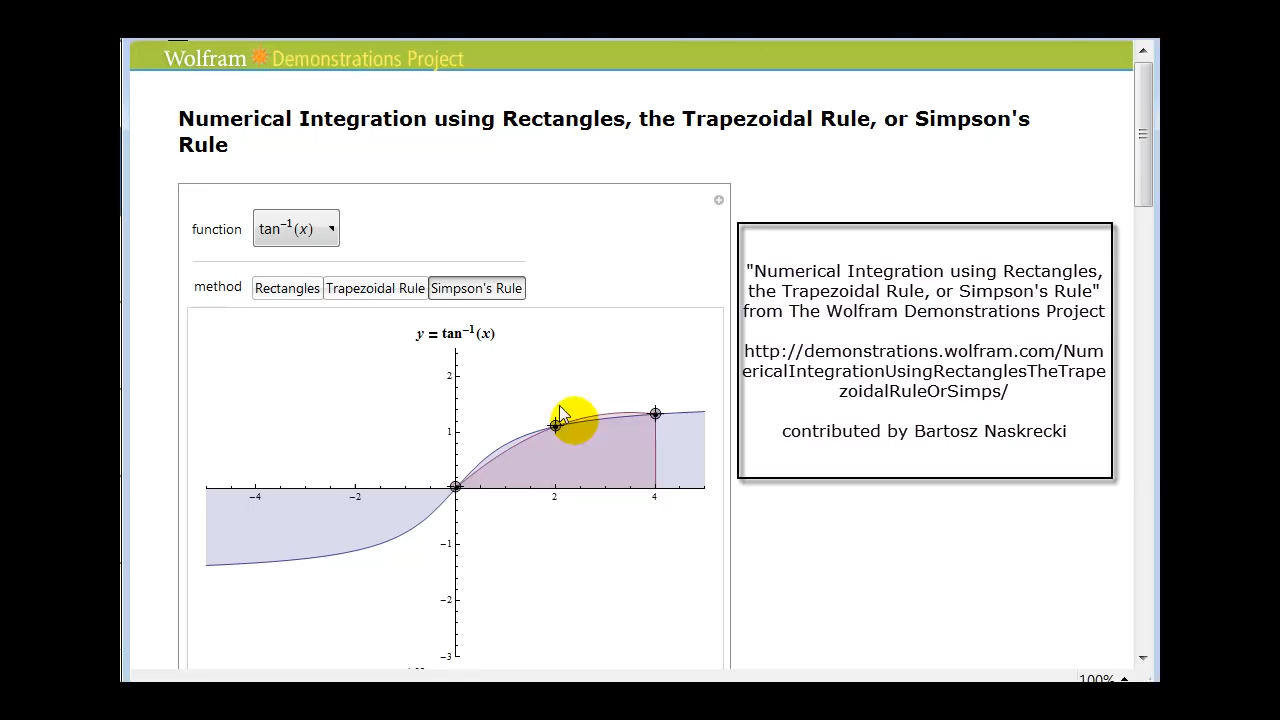 Wolfram Demonstrations Project
Numerical Integration using Rectangles, the Trapezoidal Rule, or Simpson's
Rule
function tan⁻¹(x)
method Rectangles Trapezoidal Rule Simpson's Rule
y = tan⁻¹(x)
2
1
−4 −2 2 4
−1
−2
−3
"Numerical Integration using Rectangles,
the Trapezoidal Rule, or Simpson's Rule"
from The Wolfram Demonstrations Project
http://demonstrations.wolfram.com/Num
ericalIntegrationUsingRectanglesTheTrape
zoidalRuleOrSimps/
contributed by Bartosz Naskrecki
100%